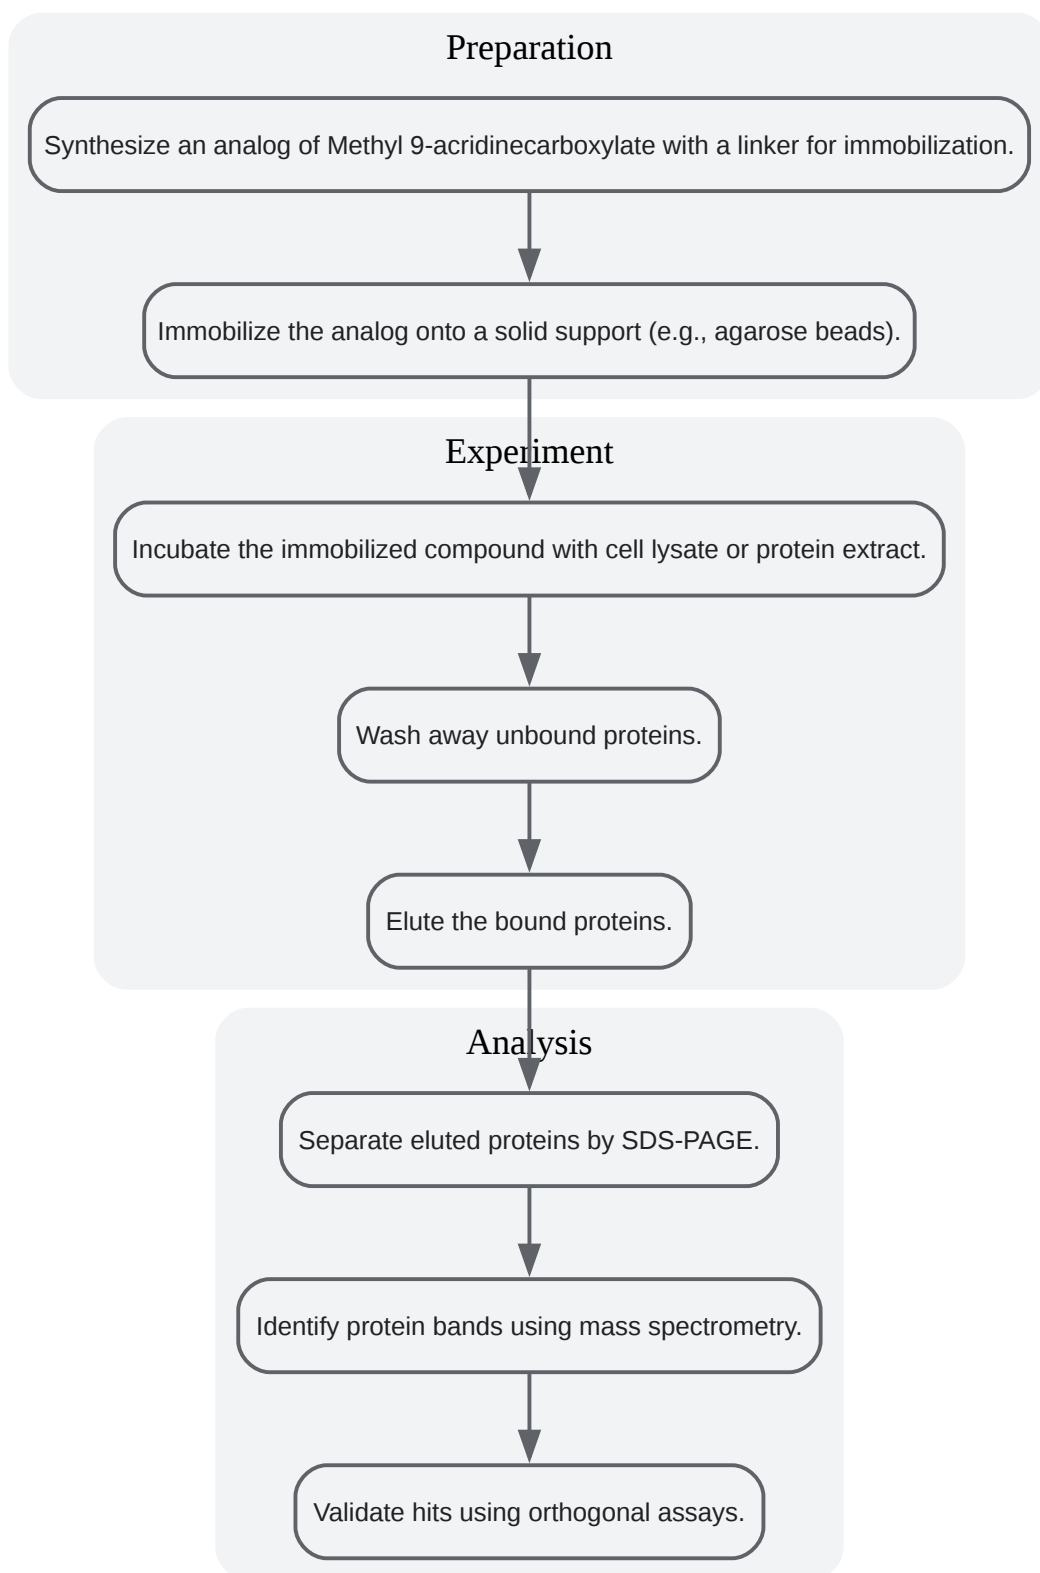 Preparation
Synthesize an analog of Methyl 9-acridinecarboxylate with a linker for immobilization.
Immobilize the analog onto a solid support (e.g., agarose beads).
Experiment
Incubate the immobilized compound with cell lysate or protein extract.
Wash away unbound proteins.
Elute the bound proteins.
Analysis
Separate eluted proteins by SDS-PAGE.
Identify protein bands using mass spectrometry.
Validate hits using orthogonal assays.